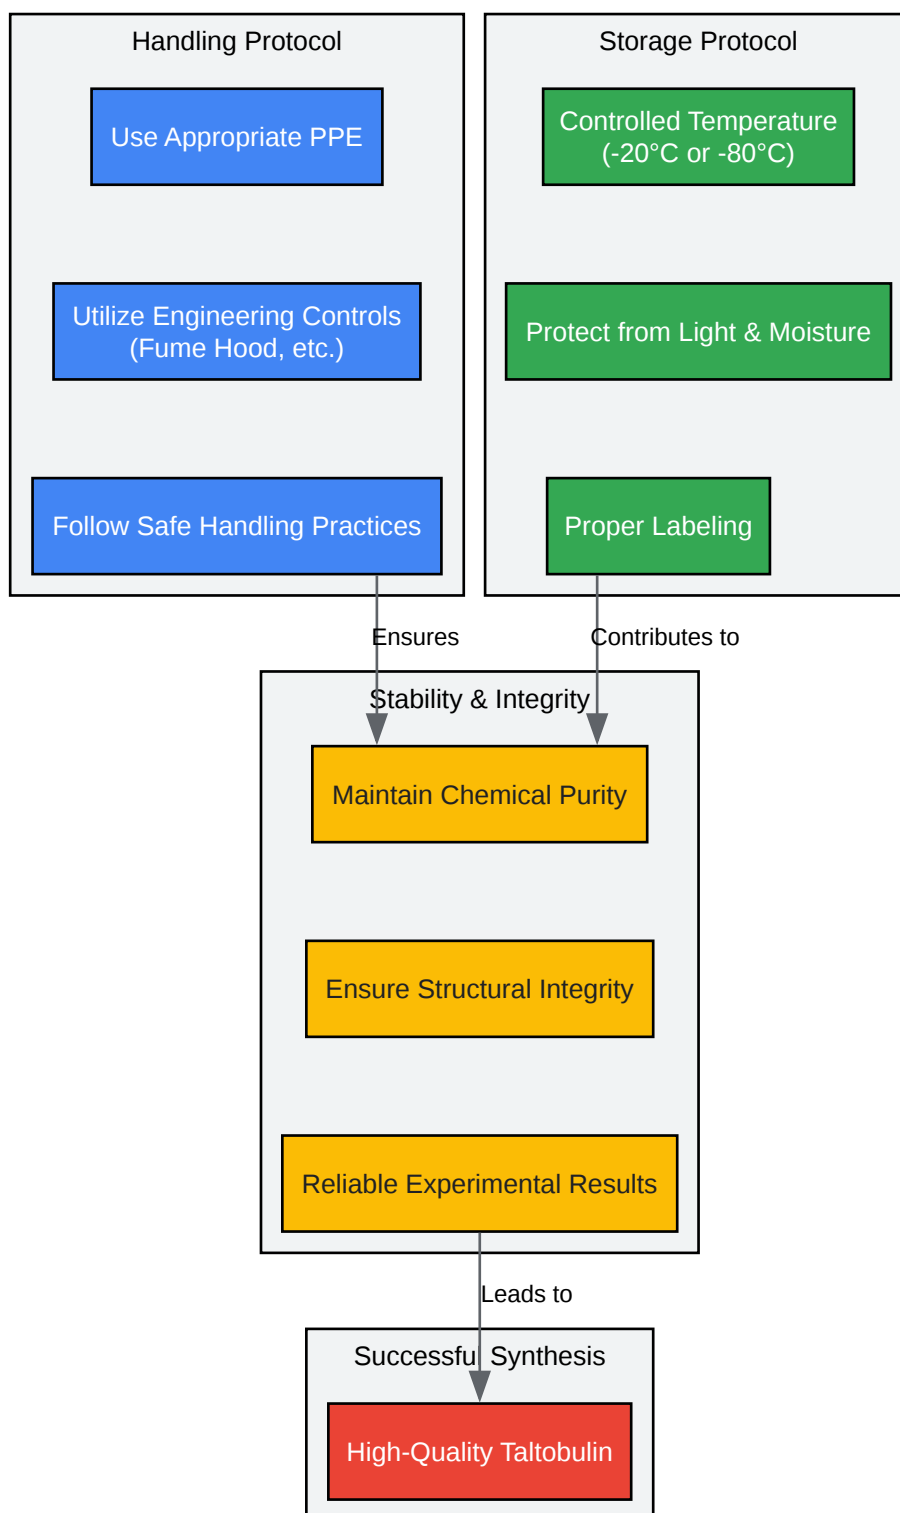 Handling Protocol
Use Appropriate PPE
Utilize Engineering Controls
(Fume Hood, etc.)
Follow Safe Handling Practices
Storage Protocol
Controlled Temperature
(-20°C or -80°C)
Protect from Light & Moisture
Proper Labeling
Ensures
Contributes to
Stability & Integrity
Maintain Chemical Purity
Ensure Structural Integrity
Reliable Experimental Results
Leads to
Successful Synthesis
High-Quality Taltobulin